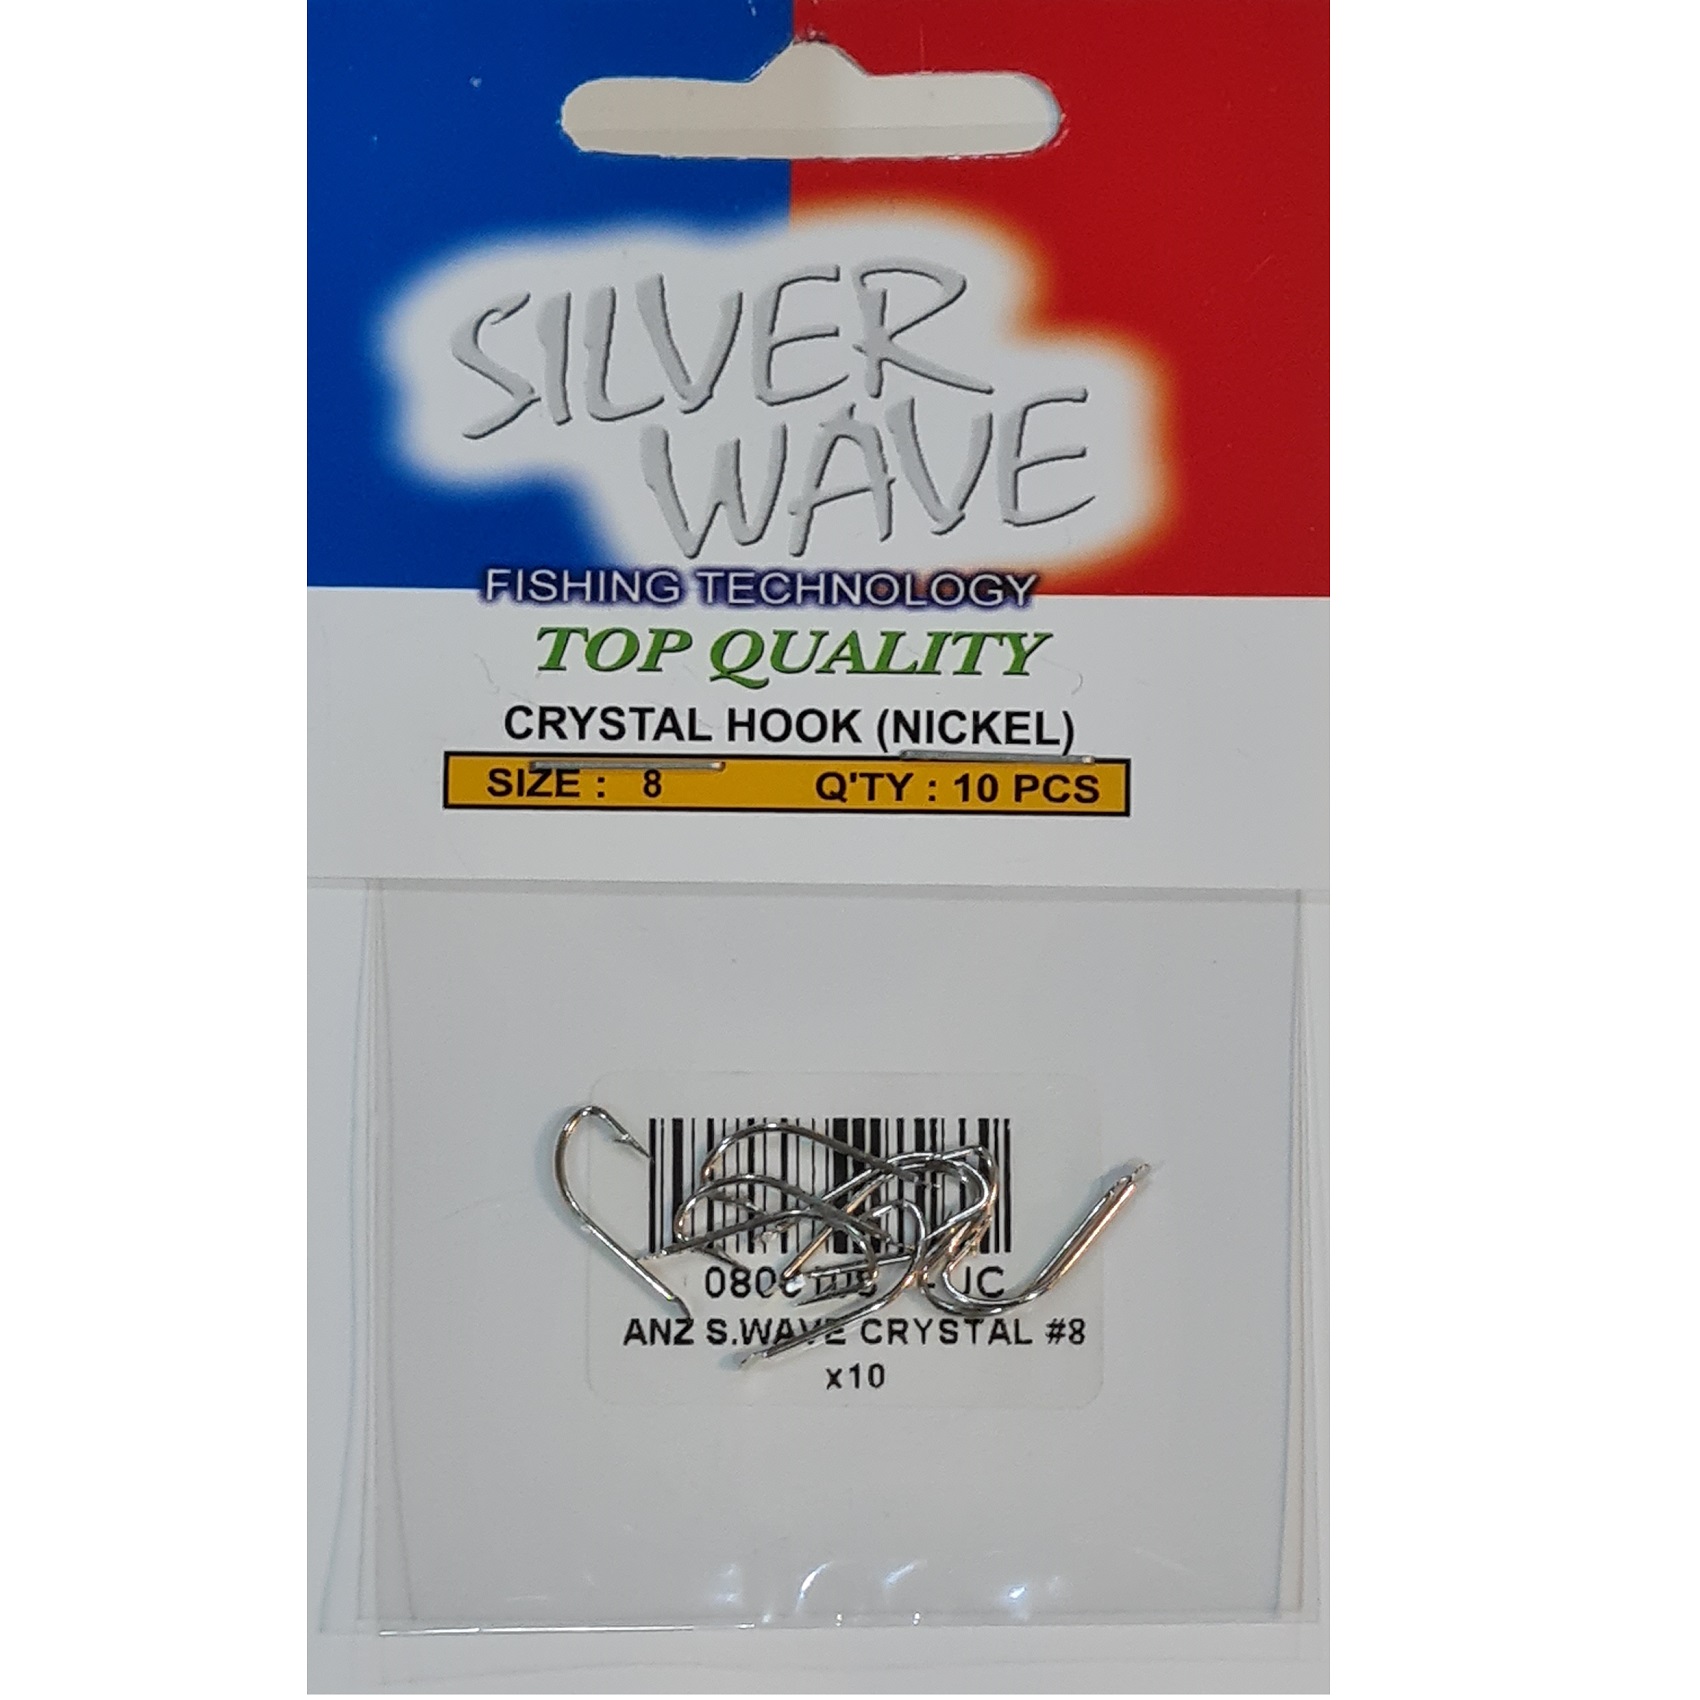 SILVER
WAVE
FISHING TECHNOLOGY
TOP QUALITY
CRYSTAL HOOK (NICKEL)
SIZE : 8 Q'TY : 10 PCS
ANZ S.WAVE CRYSTAL #8
x10